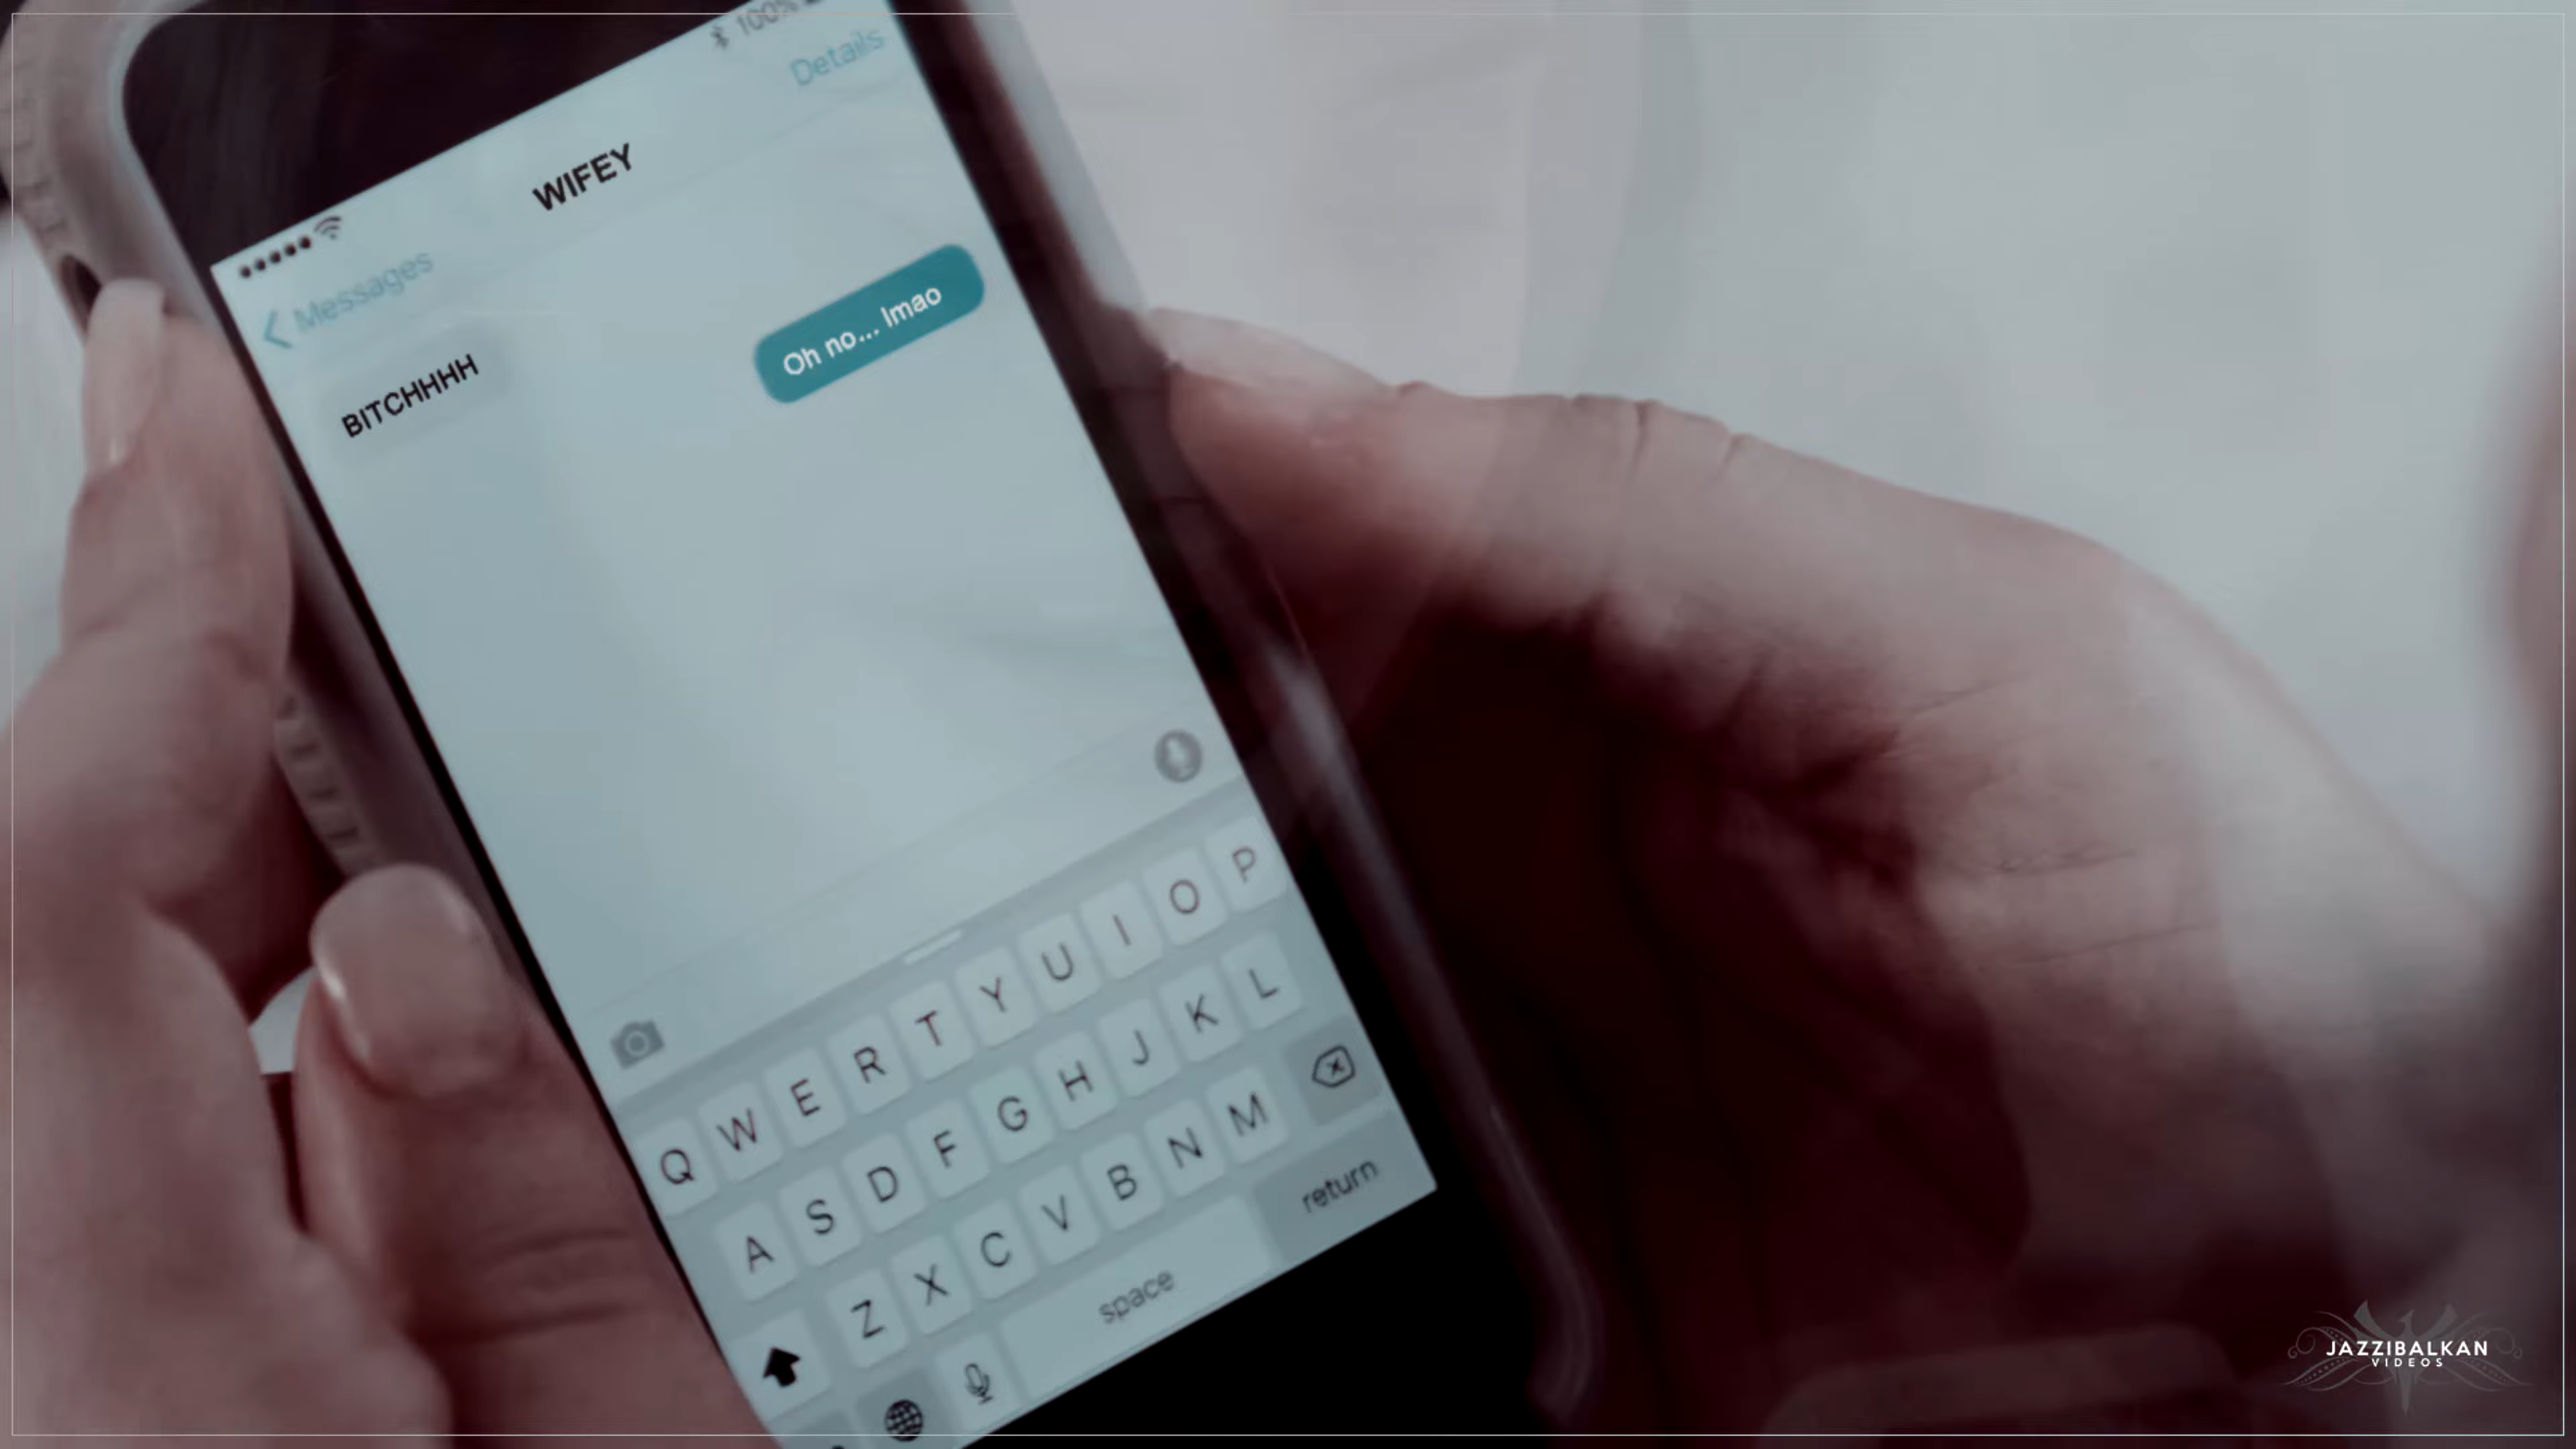 100%
Details
WIFEY
Messages
Oh no... lmao
BITCHHHH
Q W E R T Y U I O P
A S D F G H J K L
Z X C V B N M
space
return
JAZZIBALKAN
VIDEOS